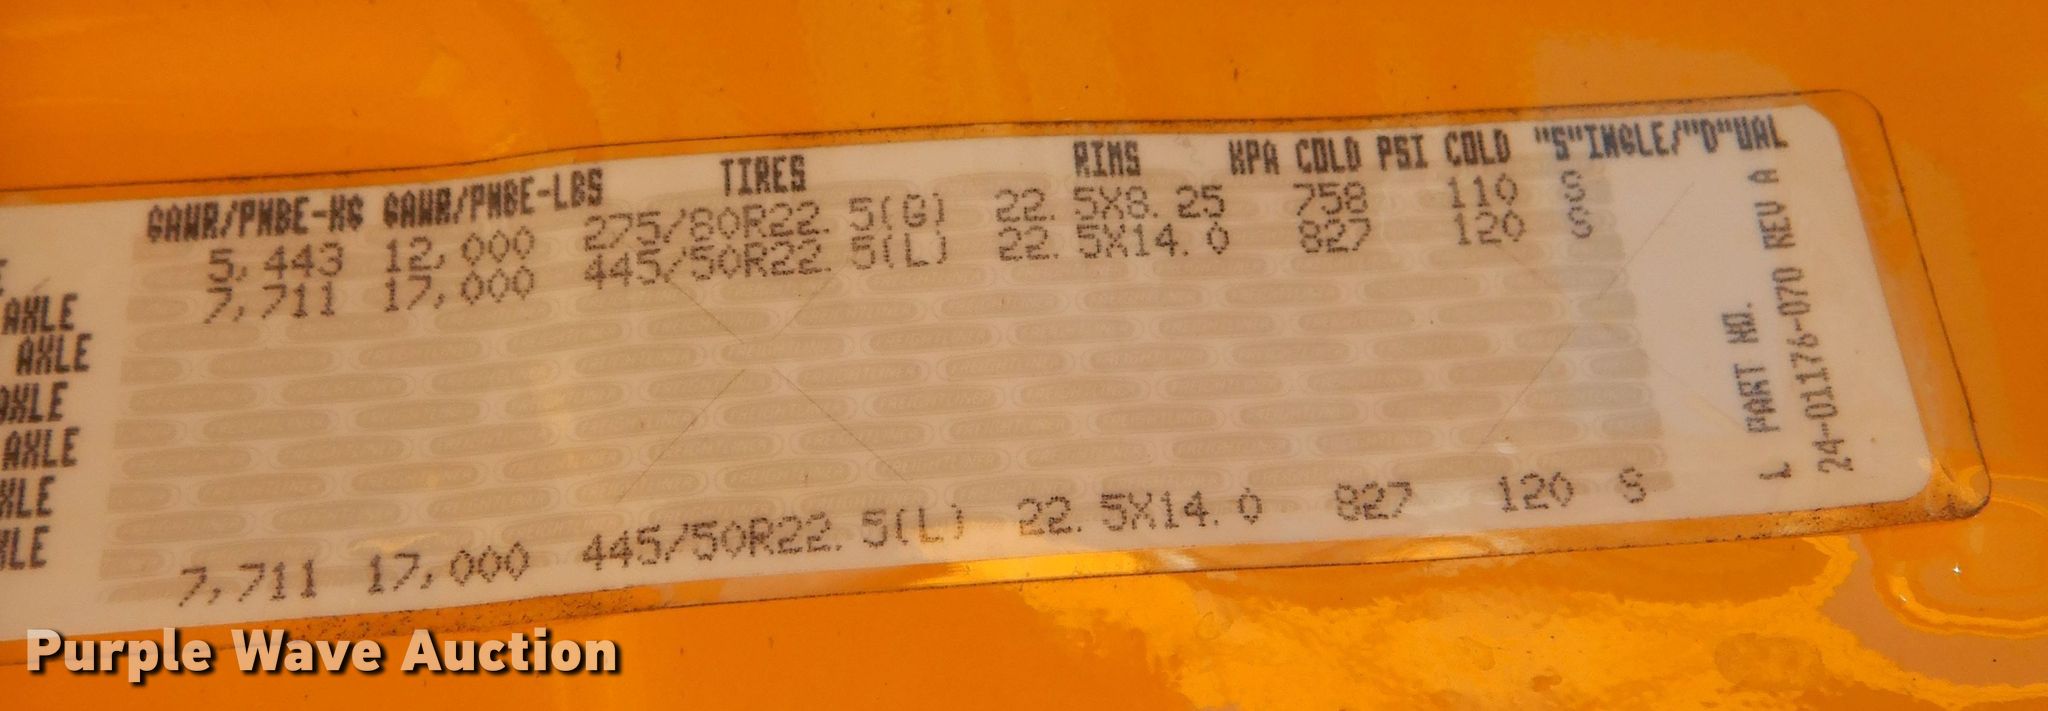 GAWR/PNBE-KG GAWR/PNBE-LBS TIRES RIMS KPA COLD PSI COLD "S"INGLE/"D"UAL
5,443 12,000 275/80R22.5(G) 22.5X8.25 758 110 S
AXLE 7,711 17,000 445/50R22.5(L) 22.5X14.0 827 120 S
AXLE
AXLE
AXLE
XLE
XLE 7,711 17,000 445/50R22.5(L) 22.5X14.0 827 120 S
L PART NO.
24-01176-070 REV A
FREIGHTLINER
Purple Wave Auction